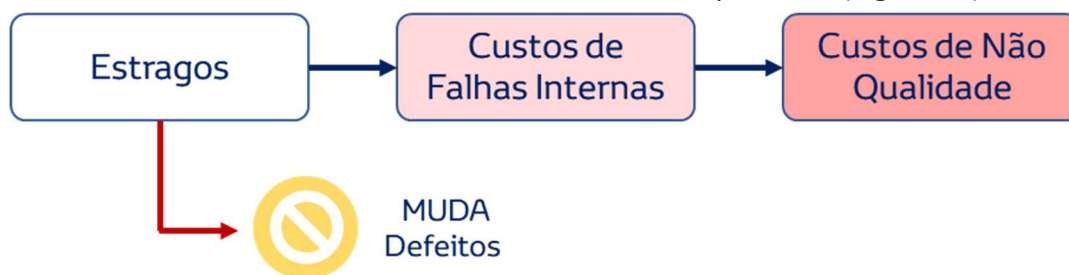 Estragos
Custos de
Falhas Internas
Custos de Não
Qualidade
MUDA
Defeitos